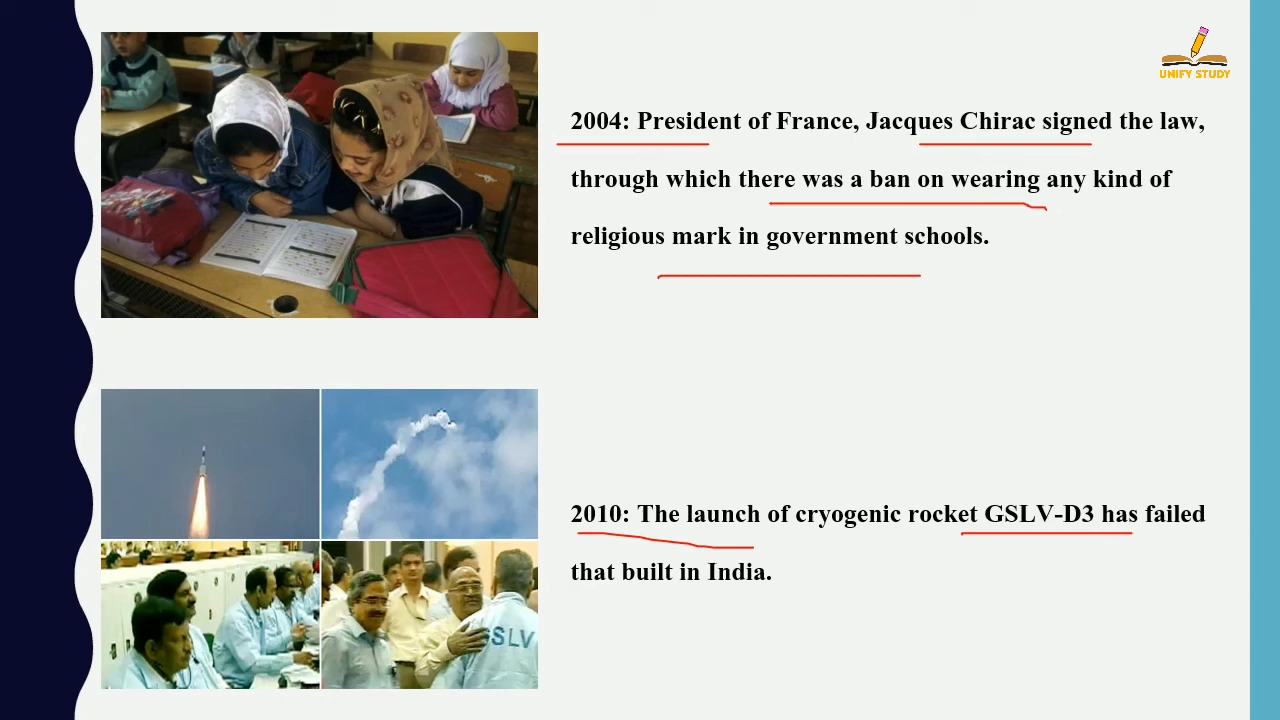 UNIFY STUDY
2004: President of France, Jacques Chirac signed the law,
through which there was a ban on wearing any kind of
religious mark in government schools.
2010: The launch of cryogenic rocket GSLV-D3 has failed
that built in India.
GSLV